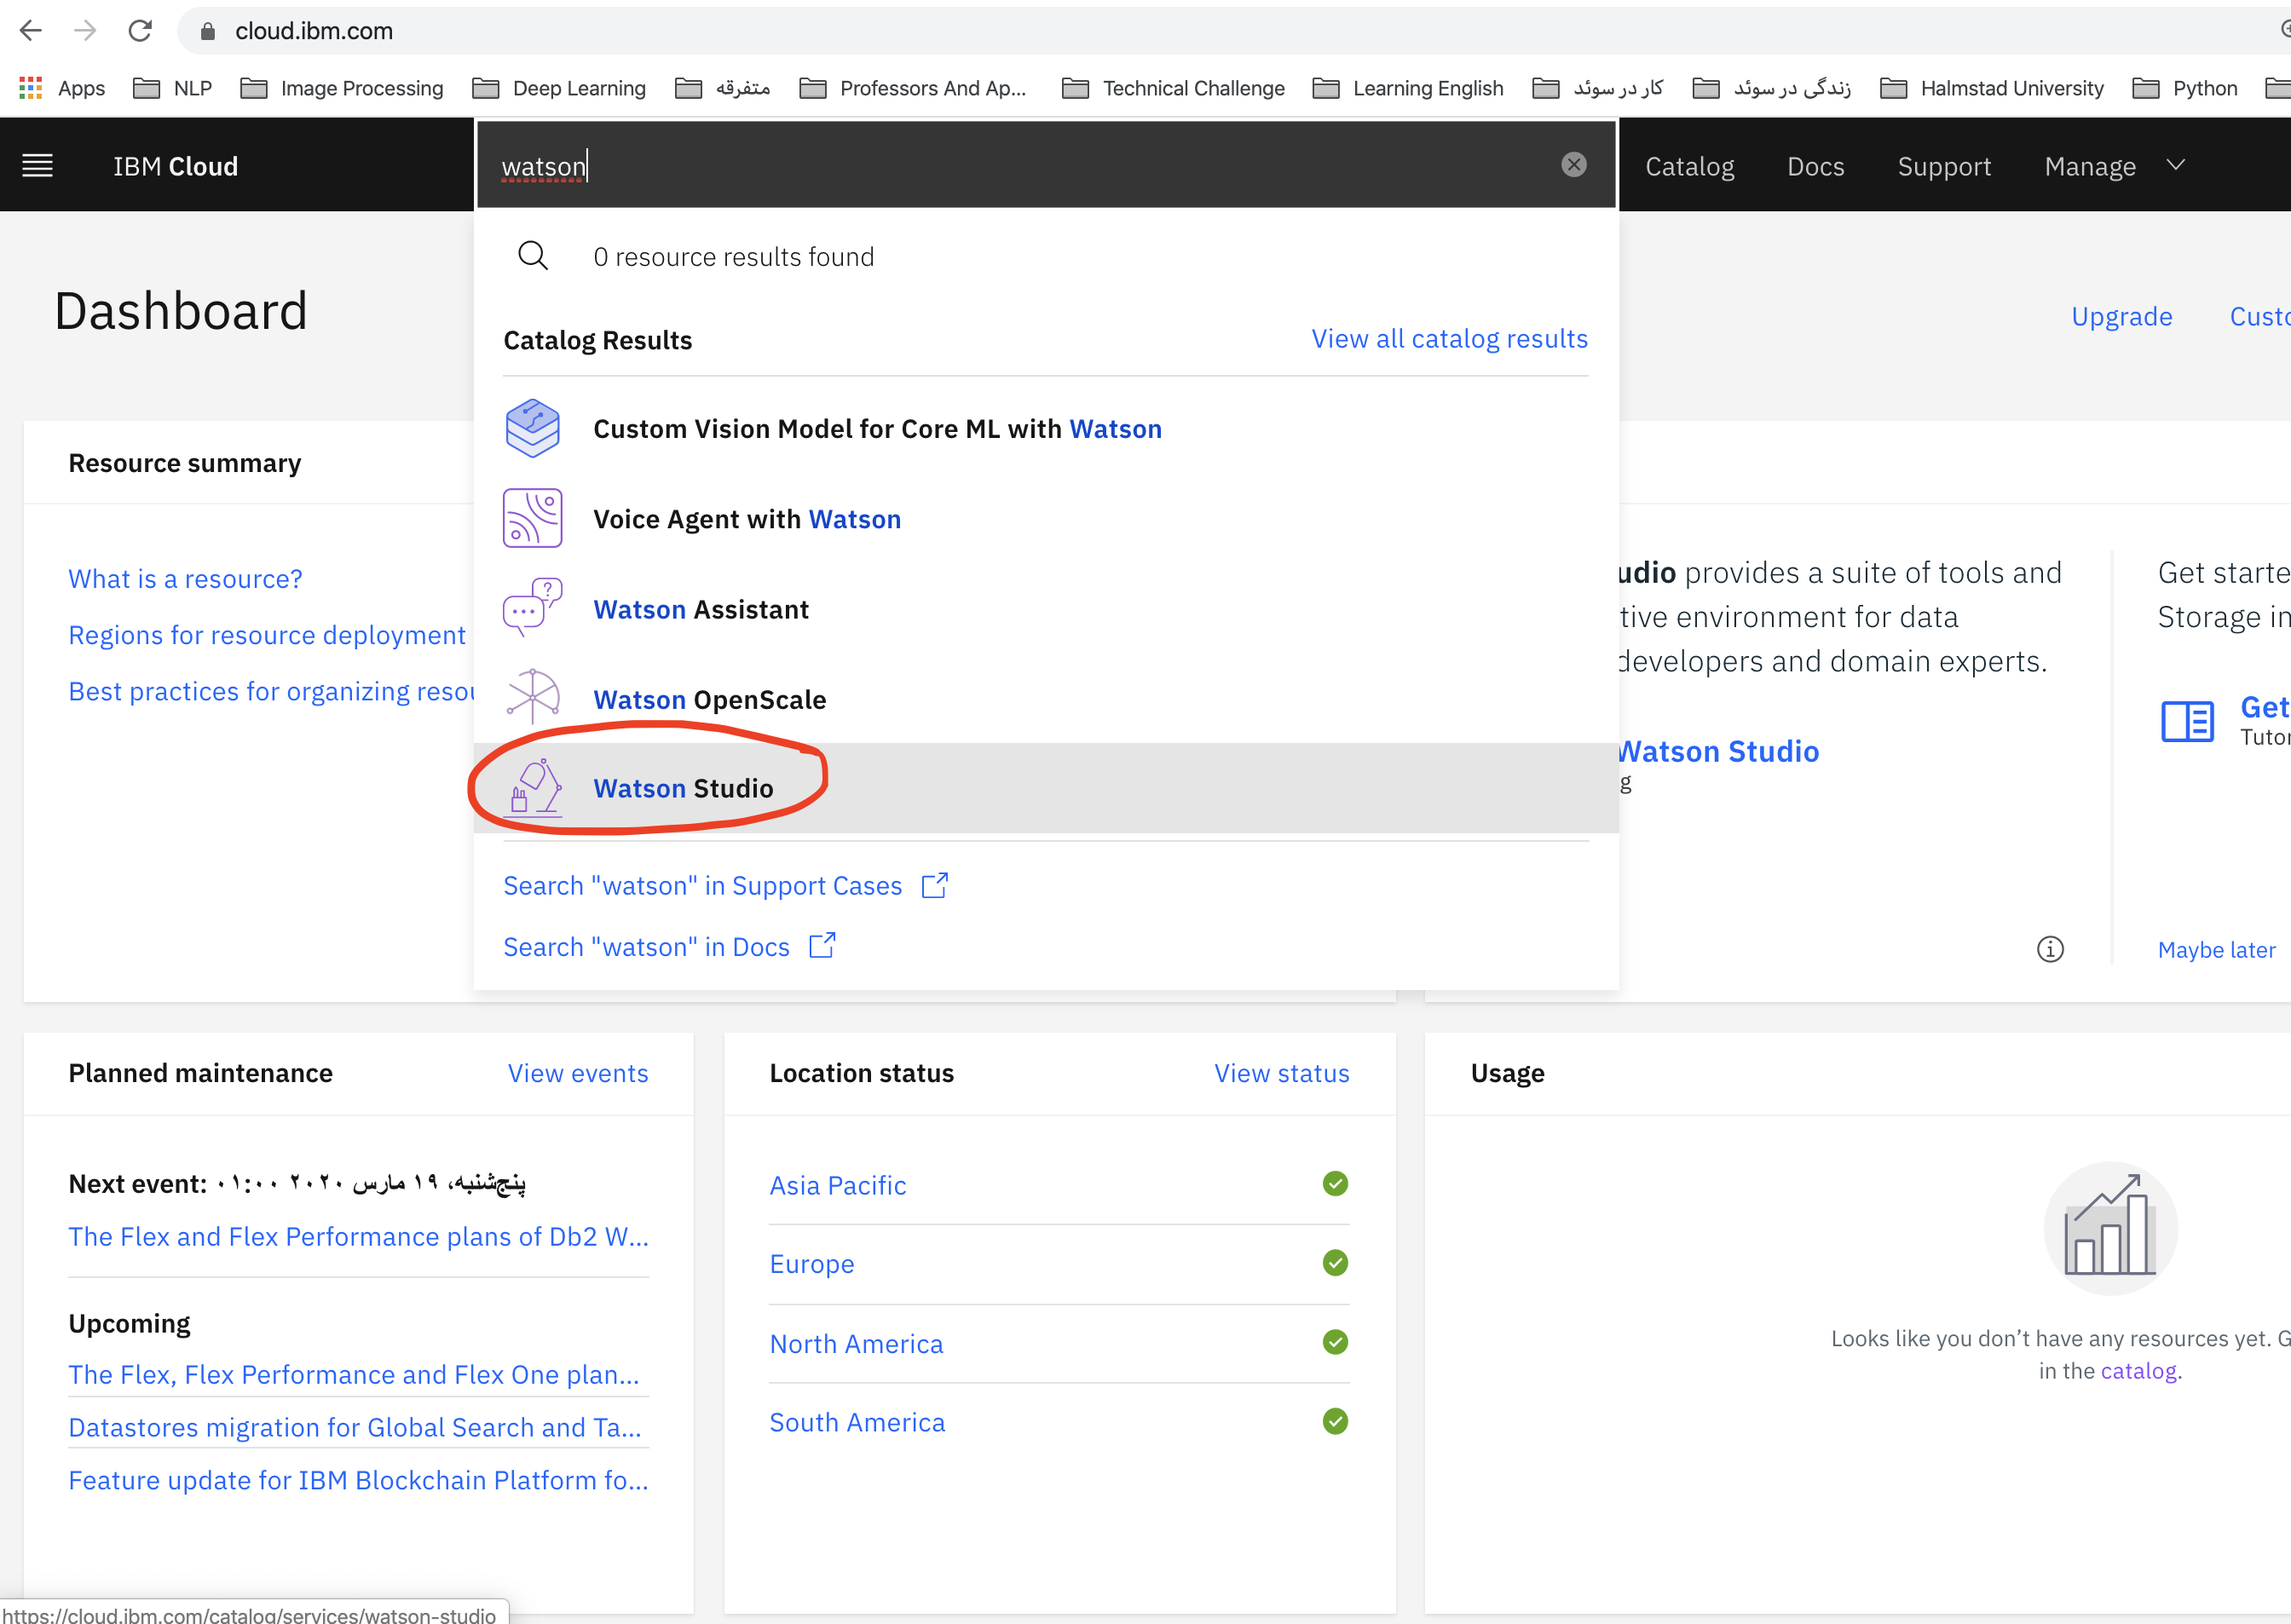 cloud.ibm.com
Apps NLP Image Processing Deep Learning متفرقه Professors And Ap... Technical Challenge Learning English کار در سوئد زندگی در سوئد Halmstad University Python
IBM Cloud
watson
Catalog Docs Support Manage
0 resource results found
Catalog Results View all catalog results
Custom Vision Model for Core ML with Watson
Voice Agent with Watson
Watson Assistant
Watson OpenScale
Watson Studio
Search "watson" in Support Cases
Search "watson" in Docs
Dashboard
Upgrade Custo
Resource summary
What is a resource?
Regions for resource deployment
Best practices for organizing resou
udio provides a suite of tools and
tive environment for data
developers and domain experts.
Watson Studio
g
Get starte
Storage in
Get
Tutor
Maybe later
Planned maintenance View events
Next event: پنج‌شنبه، ۱۹ مارس ۲۰۲۰ ۰۱:۰۰
The Flex and Flex Performance plans of Db2 W...
Upcoming
The Flex, Flex Performance and Flex One plan...
Datastores migration for Global Search and Ta...
Feature update for IBM Blockchain Platform fo...
Location status View status
Asia Pacific
Europe
North America
South America
Usage
Looks like you don’t have any resources yet. G
in the catalog.
https://cloud.ibm.com/catalog/services/watson-studio